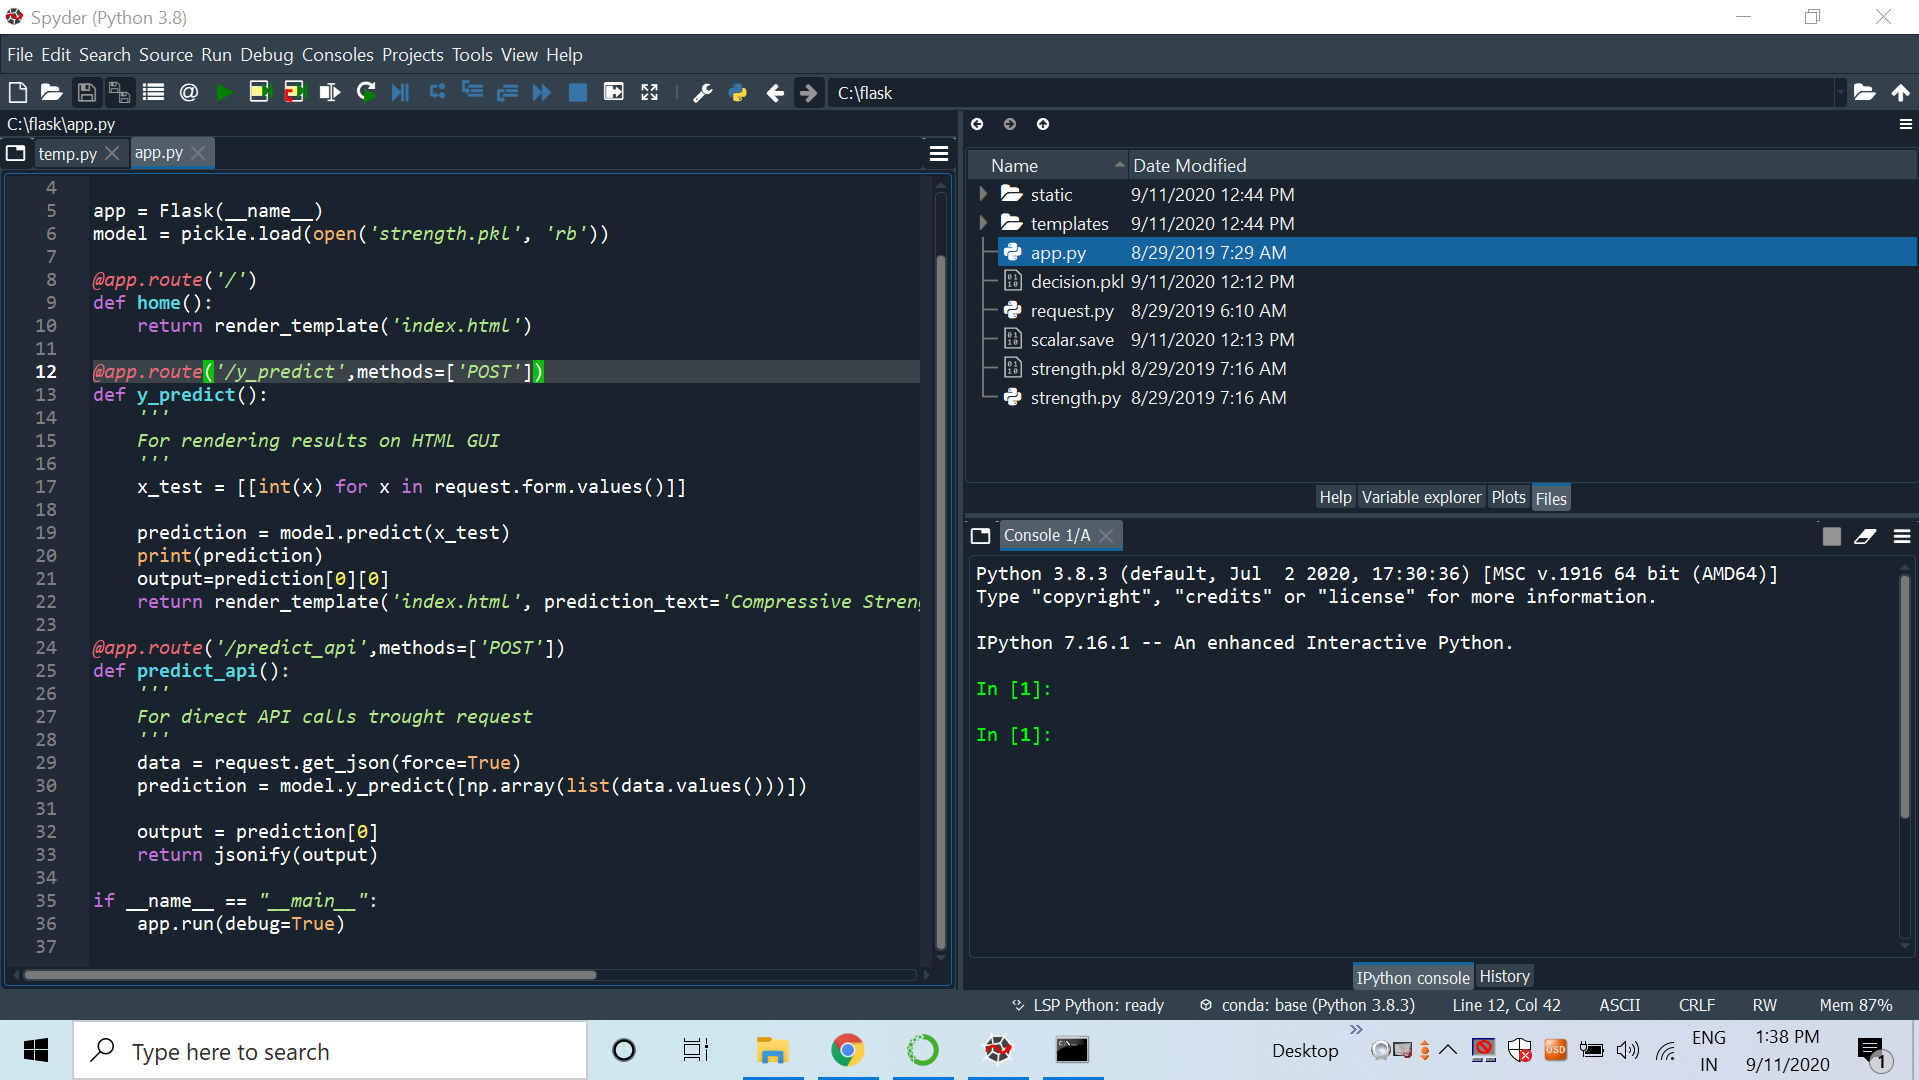 Spyder (Python 3.8)
File Edit Search Source Run Debug Consoles Projects Tools View Help
C:\flask
C:\flask\app.py
temp.py
app.py
4
5 app = Flask(__name__)
6 model = pickle.load(open('strength.pkl', 'rb'))
7
8 @app.route('/')
9 def home():
10 return render_template('index.html')
11
12 @app.route('/y_predict',methods=['POST'])
13 def y_predict():
14 '''
15 For rendering results on HTML GUI
16 '''
17 x_test = [[int(x) for x in request.form.values()]]
18
19 prediction = model.predict(x_test)
20 print(prediction)
21 output=prediction[0][0]
22 return render_template('index.html', prediction_text='Compressive Stren
23
24 @app.route('/predict_api',methods=['POST'])
25 def predict_api():
26 '''
27 For direct API calls trought request
28 '''
29 data = request.get_json(force=True)
30 prediction = model.y_predict([np.array(list(data.values()))])
31
32 output = prediction[0]
33 return jsonify(output)
34
35 if __name__ == "__main__":
36 app.run(debug=True)
37
Name Date Modified
static 9/11/2020 12:44 PM
templates 9/11/2020 12:44 PM
app.py 8/29/2019 7:29 AM
decision.pkl 9/11/2020 12:12 PM
request.py 8/29/2019 6:10 AM
scalar.save 9/11/2020 12:13 PM
strength.pkl 8/29/2019 7:16 AM
strength.py 8/29/2019 7:16 AM
Help Variable explorer Plots Files
Console 1/A
Python 3.8.3 (default, Jul  2 2020, 17:30:36) [MSC v.1916 64 bit (AMD64)]
Type "copyright", "credits" or "license" for more information.
IPython 7.16.1 -- An enhanced Interactive Python.
In [1]:
In [1]:
IPython console History
LSP Python: ready conda: base (Python 3.8.3) Line 12, Col 42 ASCII CRLF RW Mem 87%
Type here to search
Desktop
OSD
ENG
IN
1:38 PM
9/11/2020
1